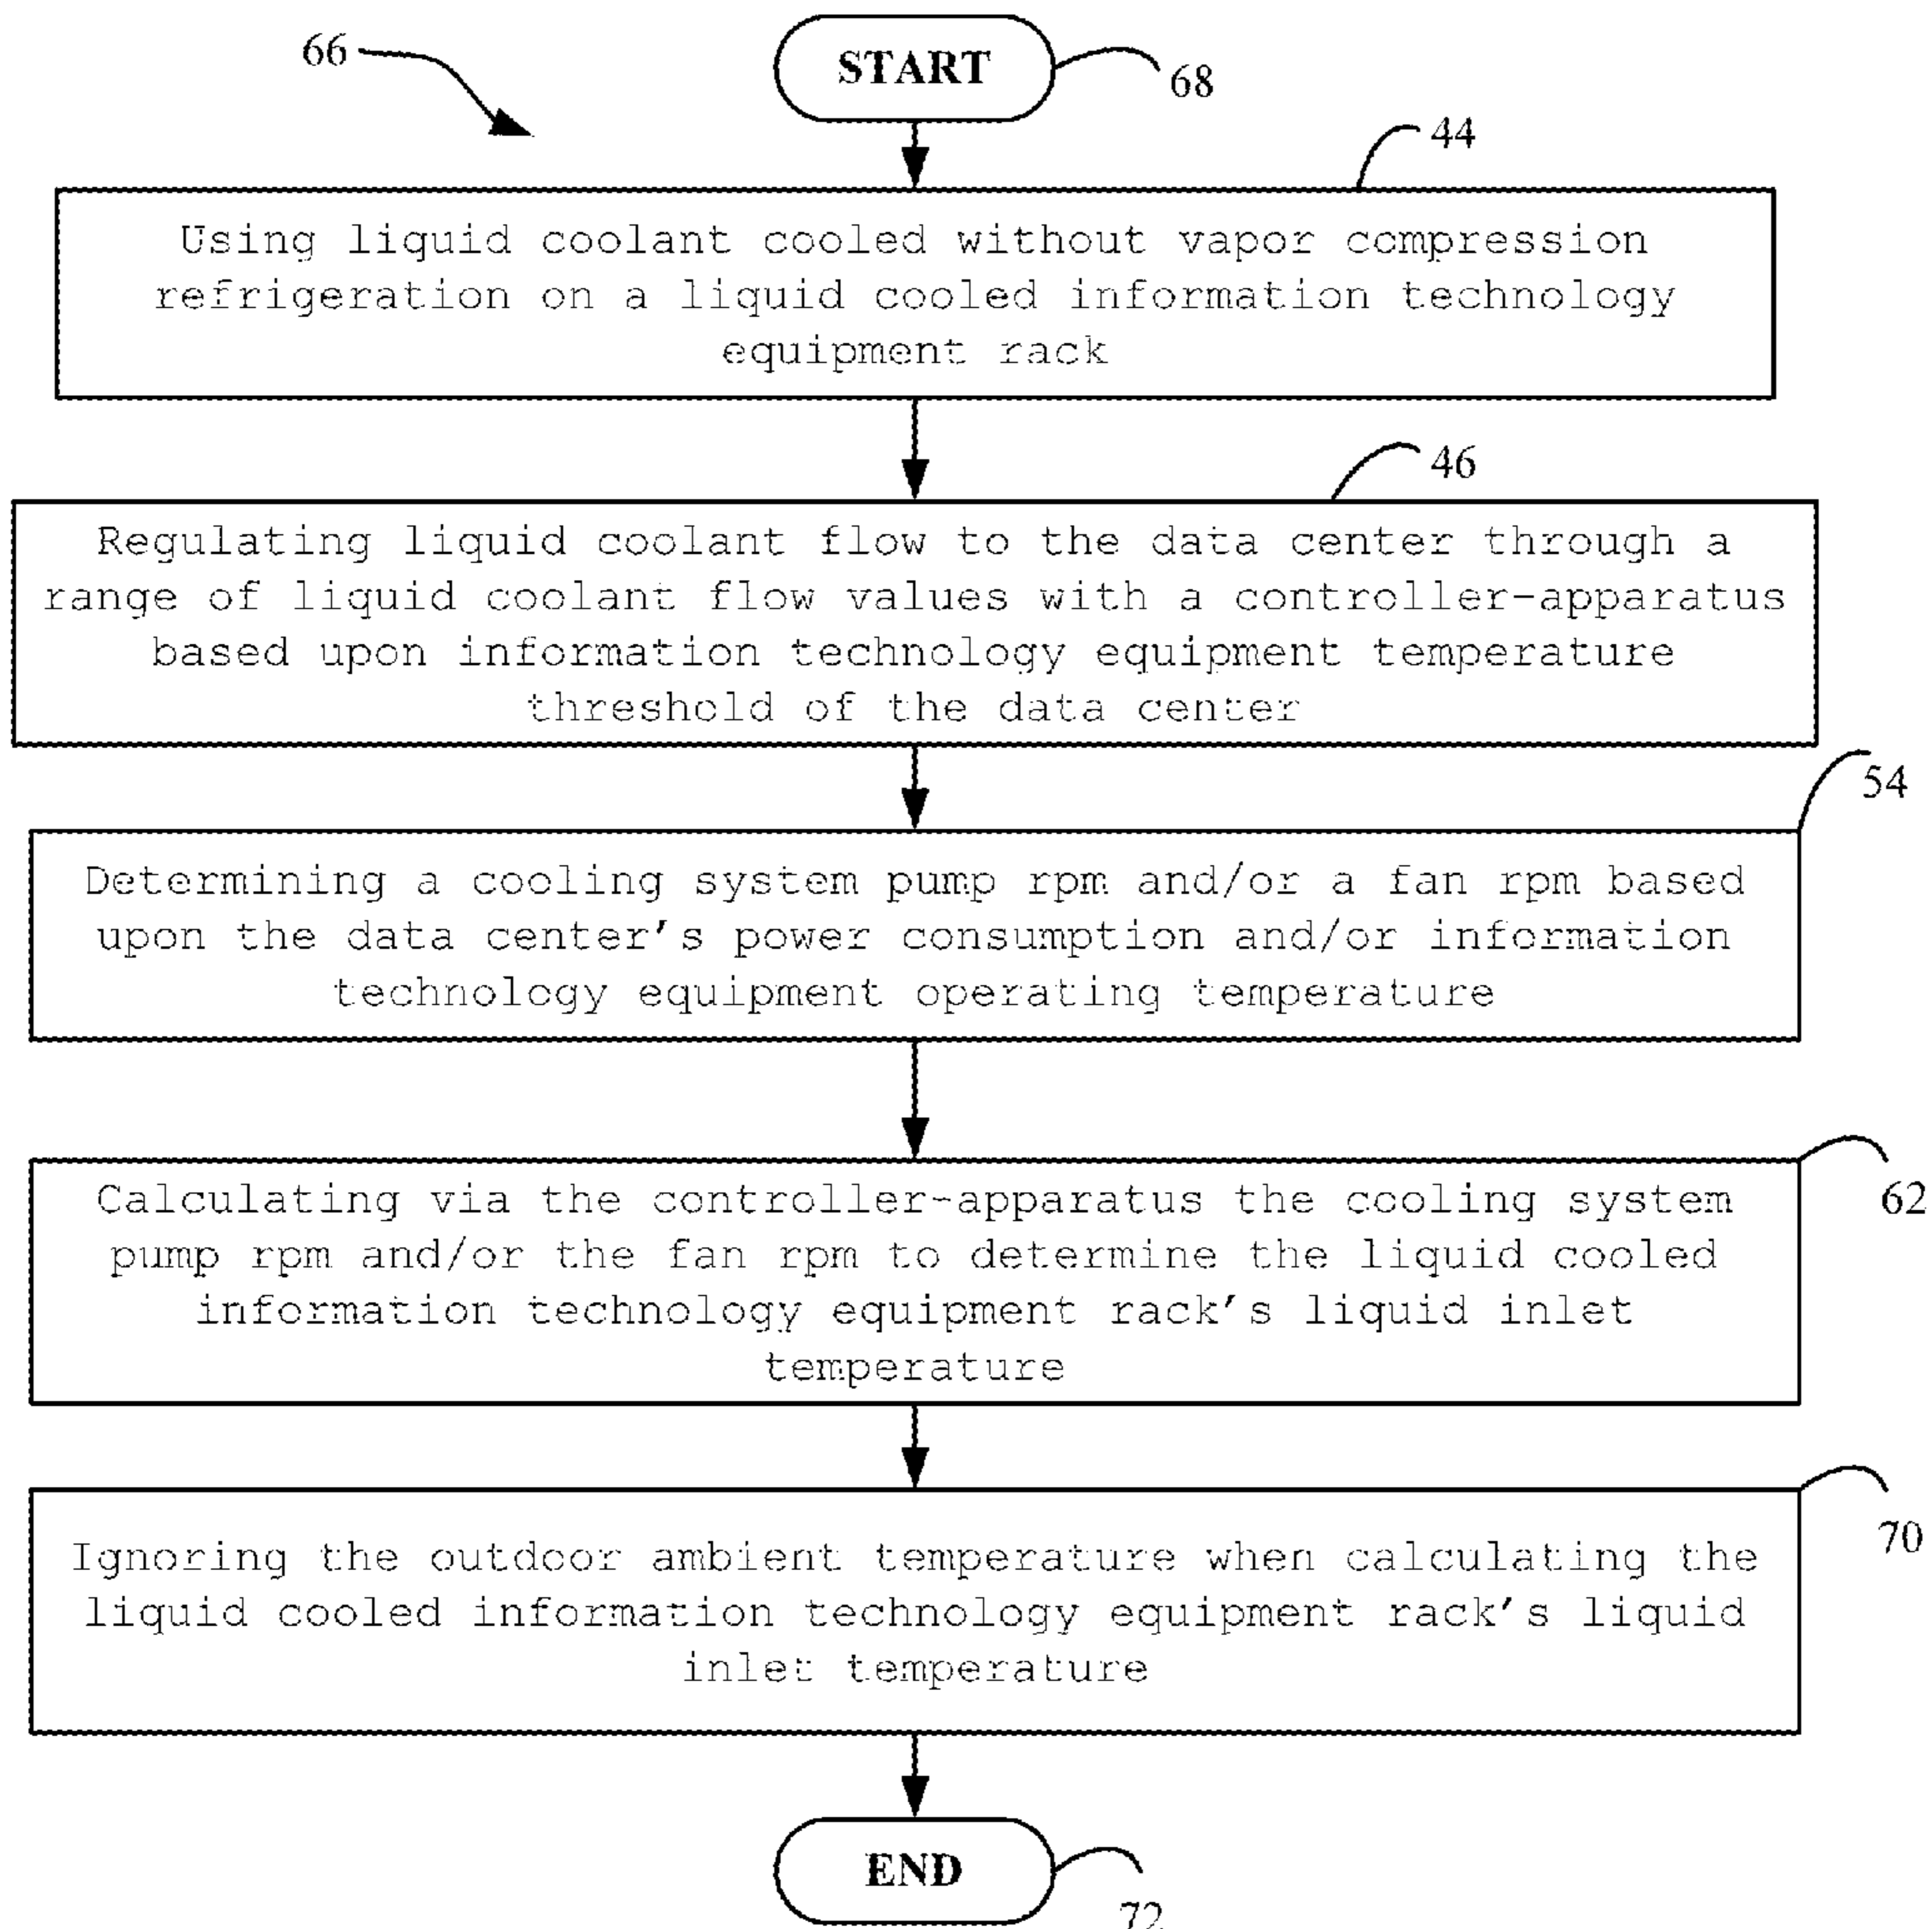 66
START
68
44
Using liquid coolant cooled without vapor compression
refrigeration on a liquid cooled information technology
equipment rack
46
Regulating liquid coolant flow to the data center through a
range of liquid coolant flow values with a controller-apparatus
based upon information technology equipment temperature
threshold of the data center
54
Determining a cooling system pump rpm and/or a fan rpm based
upon the data center's power consumption and/or information
technology equipment operating temperature
62
Calculating via the controller-apparatus the cooling system
pump rpm and/or the fan rpm to determine the liquid cooled
information technology equipment rack's liquid inlet
temperature
70
Ignoring the outdoor ambient temperature when calculating the
liquid cooled information technology equipment rack's liquid
inlet temperature
END
72